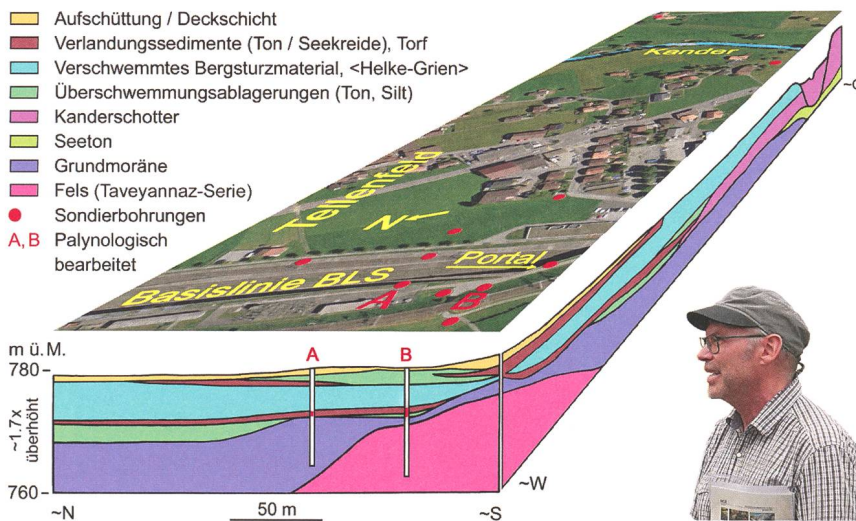 Aufschüttung / Deckschicht
Verlandungssedimente (Ton / Seekreide), Torf
Verschwemmtes Bergsturzmaterial, <Helke-Grien>
Überschwemmungsablagerungen (Ton, Silt)
Kanderschotter
Seeton
Grundmoräne
Fels (Taveyannaz-Serie)
Sondierbohrungen
A, B Palynologisch
bearbeitet
Kander
Tellenfeld
N
Portal
Basislinie BLS
A
B
m ü.M.
780
~1.7x
überhöht
760
A
B
~N
50 m
~S
~W